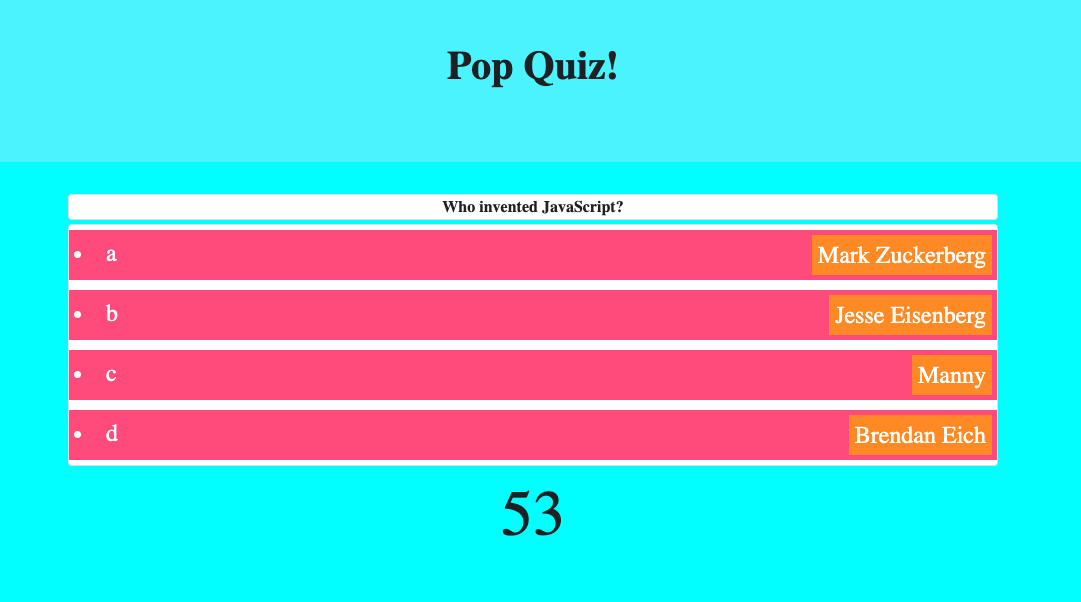 Pop Quiz!
Who invented JavaScript?
a Mark Zuckerberg
b Jesse Eisenberg
c Manny
d Brendan Eich
53